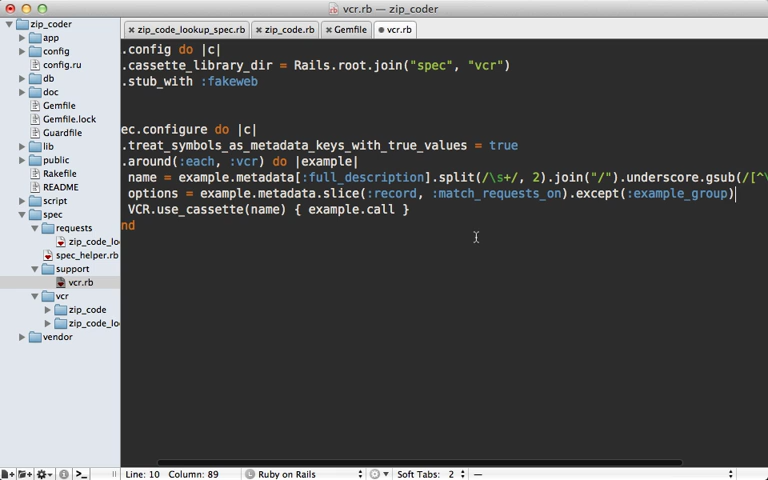 vcr.rb — zip_coder
zip_coder
app
config
config.ru
db
doc
Gemfile
Gemfile.lock
Guardfile
lib
public
Rakefile
README
script
spec
requests
zip_code_lo
spec_helper.rb
support
vcr.rb
vcr
zip_code
zip_code_lo
vendor
zip_code_lookup_spec.rb zip_code.rb Gemfile vcr.rb
.config do |c|
.cassette_library_dir = Rails.root.join("spec", "vcr")
.stub_with :fakeweb
ec.configure do |c|
.treat_symbols_as_metadata_keys_with_true_values = true
.around(:each, :vcr) do |example|
name = example.metadata[:full_description].split(/\s+/, 2).join("/").underscore.gsub(/[^\
options = example.metadata.slice(:record, :match_requests_on).except(:example_group)
VCR.use_cassette(name) { example.call }
nd
Line: 10 Column: 89 Ruby on Rails Soft Tabs: 2 —